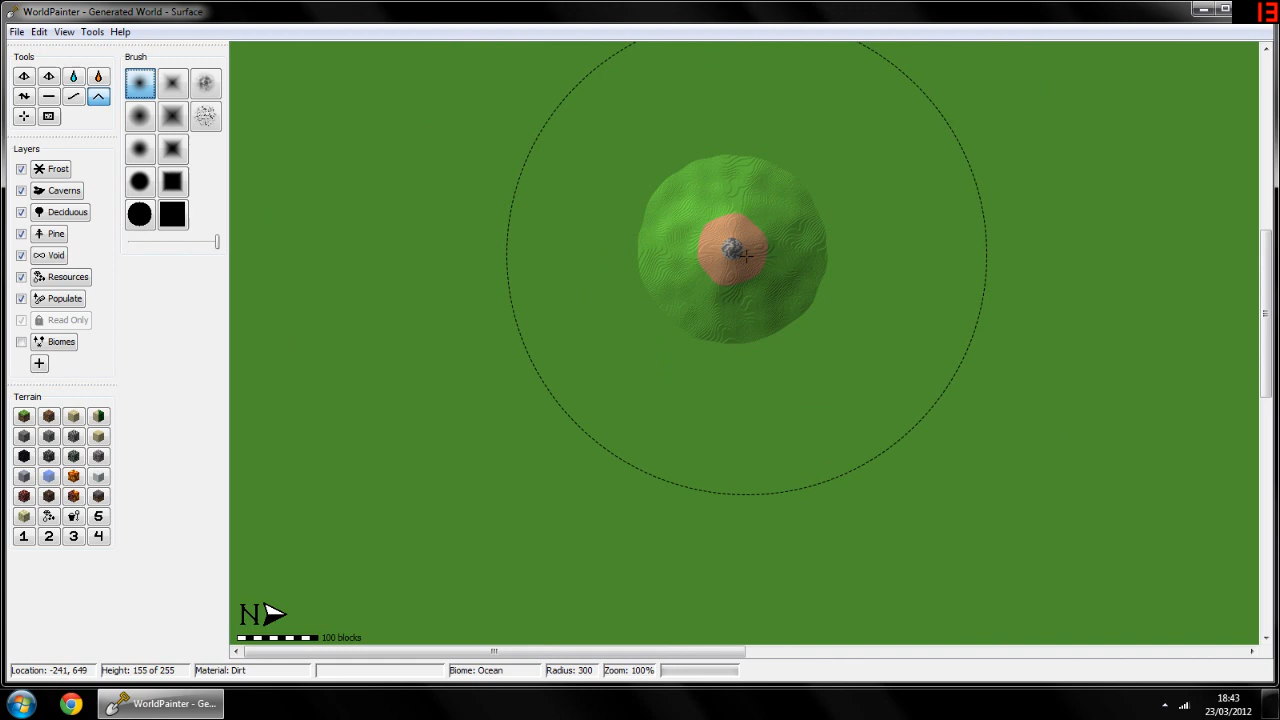 WorldPainter - Generated World - Surface
13
File Edit View Tools Help
Tools
Brush
Layers
Frost
Caverns
Deciduous
Pine
Void
Resources
Populate
Read Only
Biomes
Terrain
5
1 2 3 4
N
100 blocks
Location: -241, 649 Height: 155 of 255 Material: Dirt Biome: Ocean Radius: 300 Zoom: 100%
WorldPainter - Ge...
18:43
23/03/2012